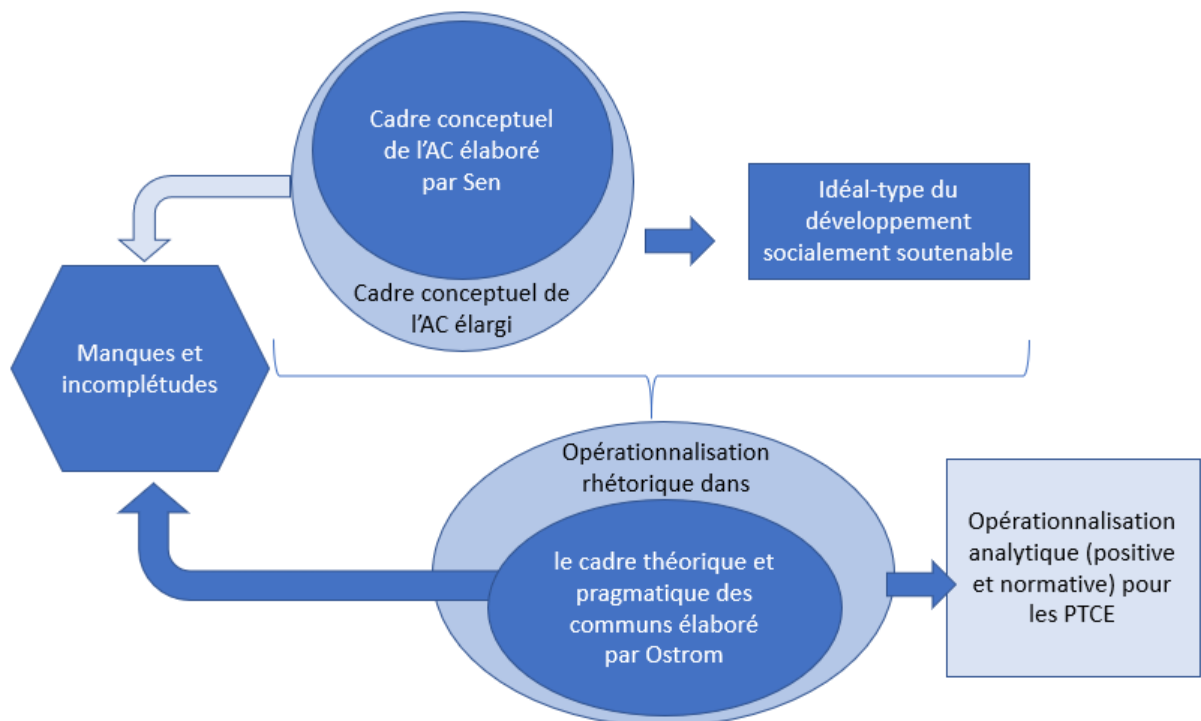 Cadre conceptuel
de l'AC élaboré
par Sen
Cadre conceptuel de
l'AC élargi
Idéal-type du
développement
socialement soutenable
Manques et
incomplétudes
Opérationnalisation
rhétorique dans
le cadre théorique et
pragmatique des
communs élaboré
par Ostrom
Opérationnalisation
analytique (positive
et normative) pour
les PTCE